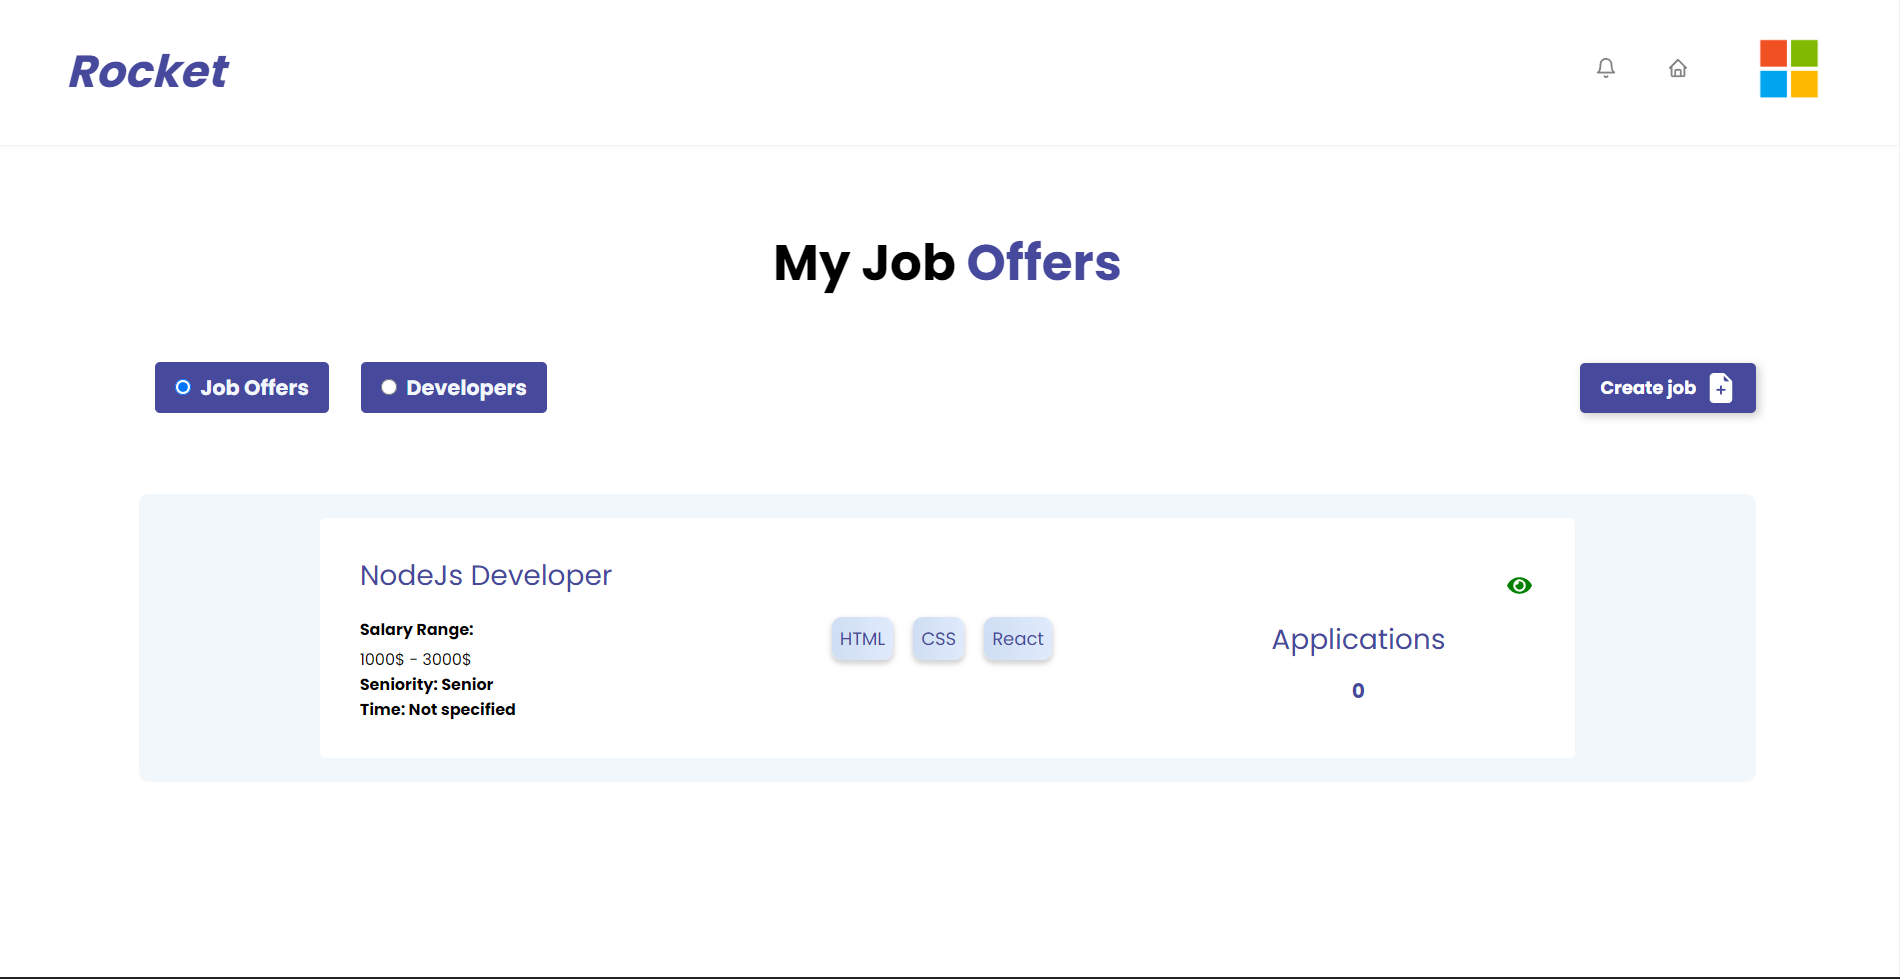 Rocket
My Job Offers
Job Offers
Developers
Create job
NodeJs Developer
Salary Range:
1000$ - 3000$
Seniority: Senior
Time: Not specified
HTML
CSS
React
Applications
0